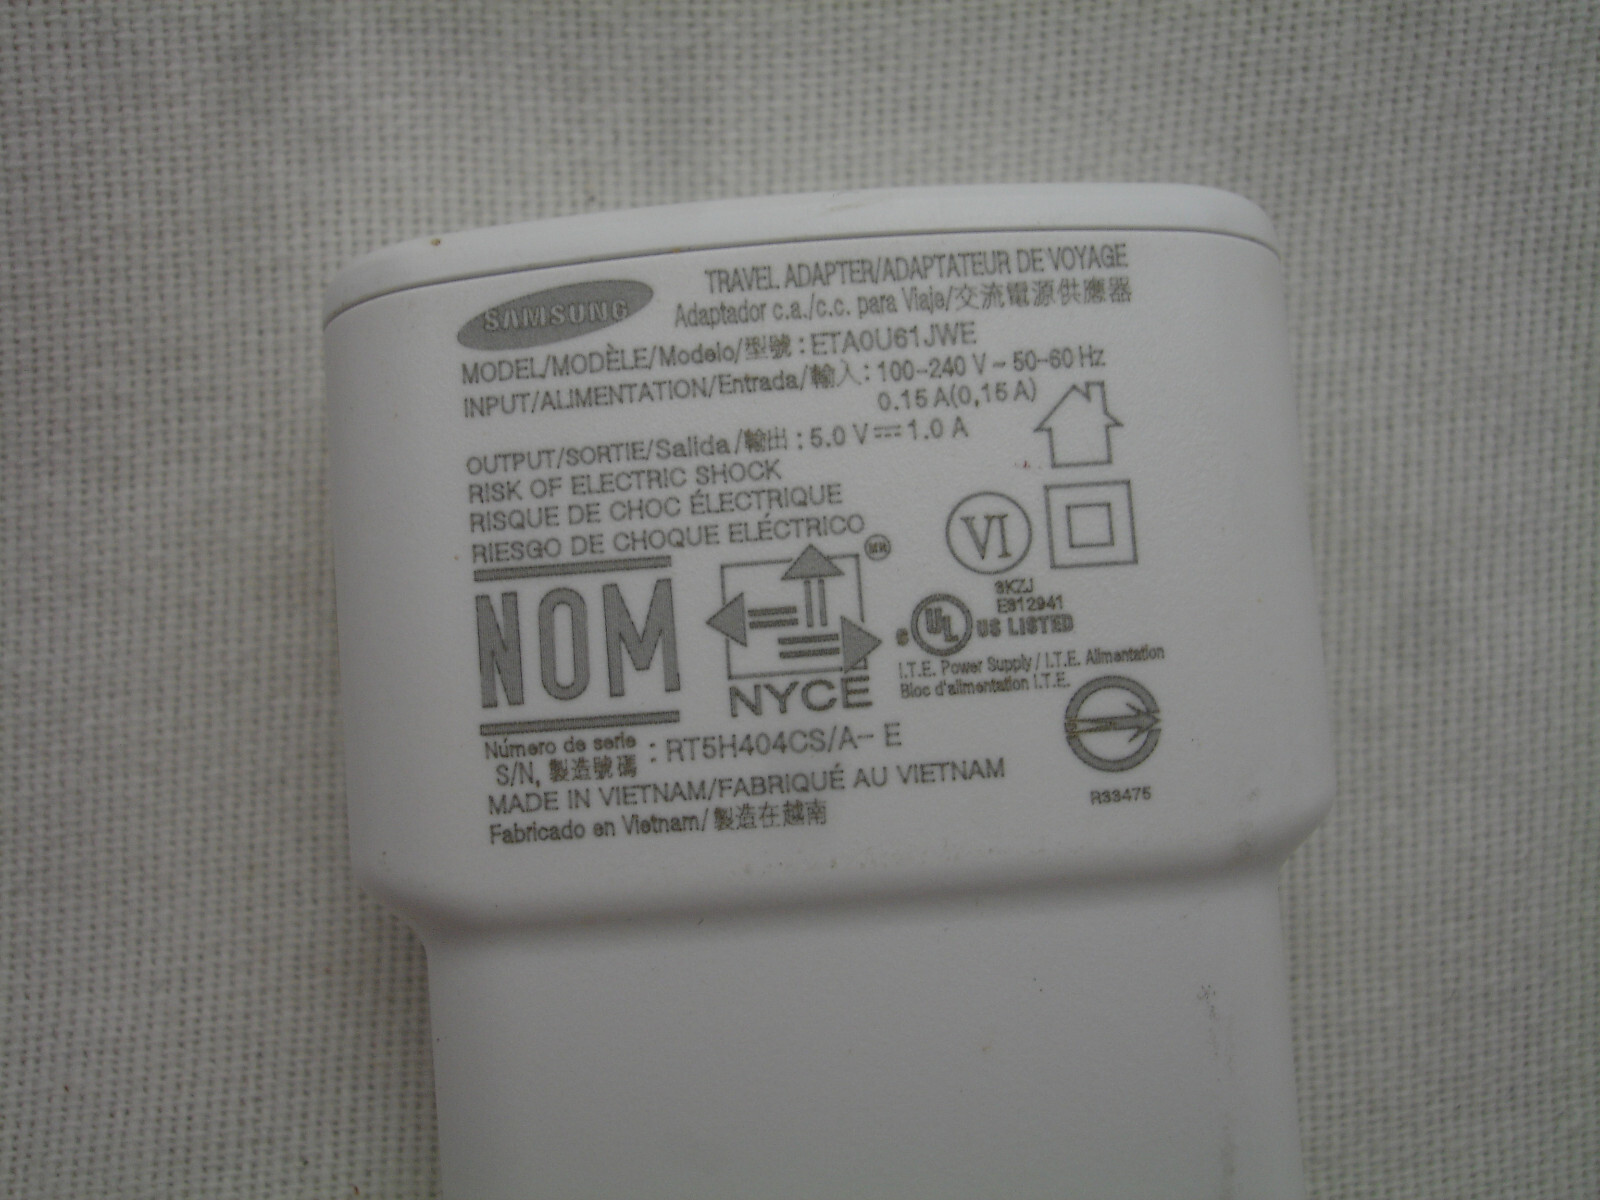 SAMSUNG
TRAVEL ADAPTER/ADAPTATEUR DE VOYAGE
Adaptador c.a./c.c. para Viaje/交流電源供應器
MODEL/MODÈLE/Modelo/型號 : ETA0U61JWE
INPUT/ALIMENTATION/Entrada/輸入 : 100-240 V ~ 50-60 Hz
0.15 A(0,15 A)
OUTPUT/SORTIE/Salida/輸出 : 5.0 V ⎓ 1.0 A
RISK OF ELECTRIC SHOCK
RISQUE DE CHOC ÉLECTRIQUE
RIESGO DE CHOQUE ELÉCTRICO
VI
NOM
MR
NYCE
3KZJ
E312941
c UL US LISTED
I.T.E. Power Supply / I.T.E. Alimentation
Bloc d'alimentation I.T.E.
Número de serie
S/N, 製造號碼 : RT5H404CS/A- E
MADE IN VIETNAM/FABRIQUÉ AU VIETNAM
Fabricado en Vietnam/製造在越南
R33475